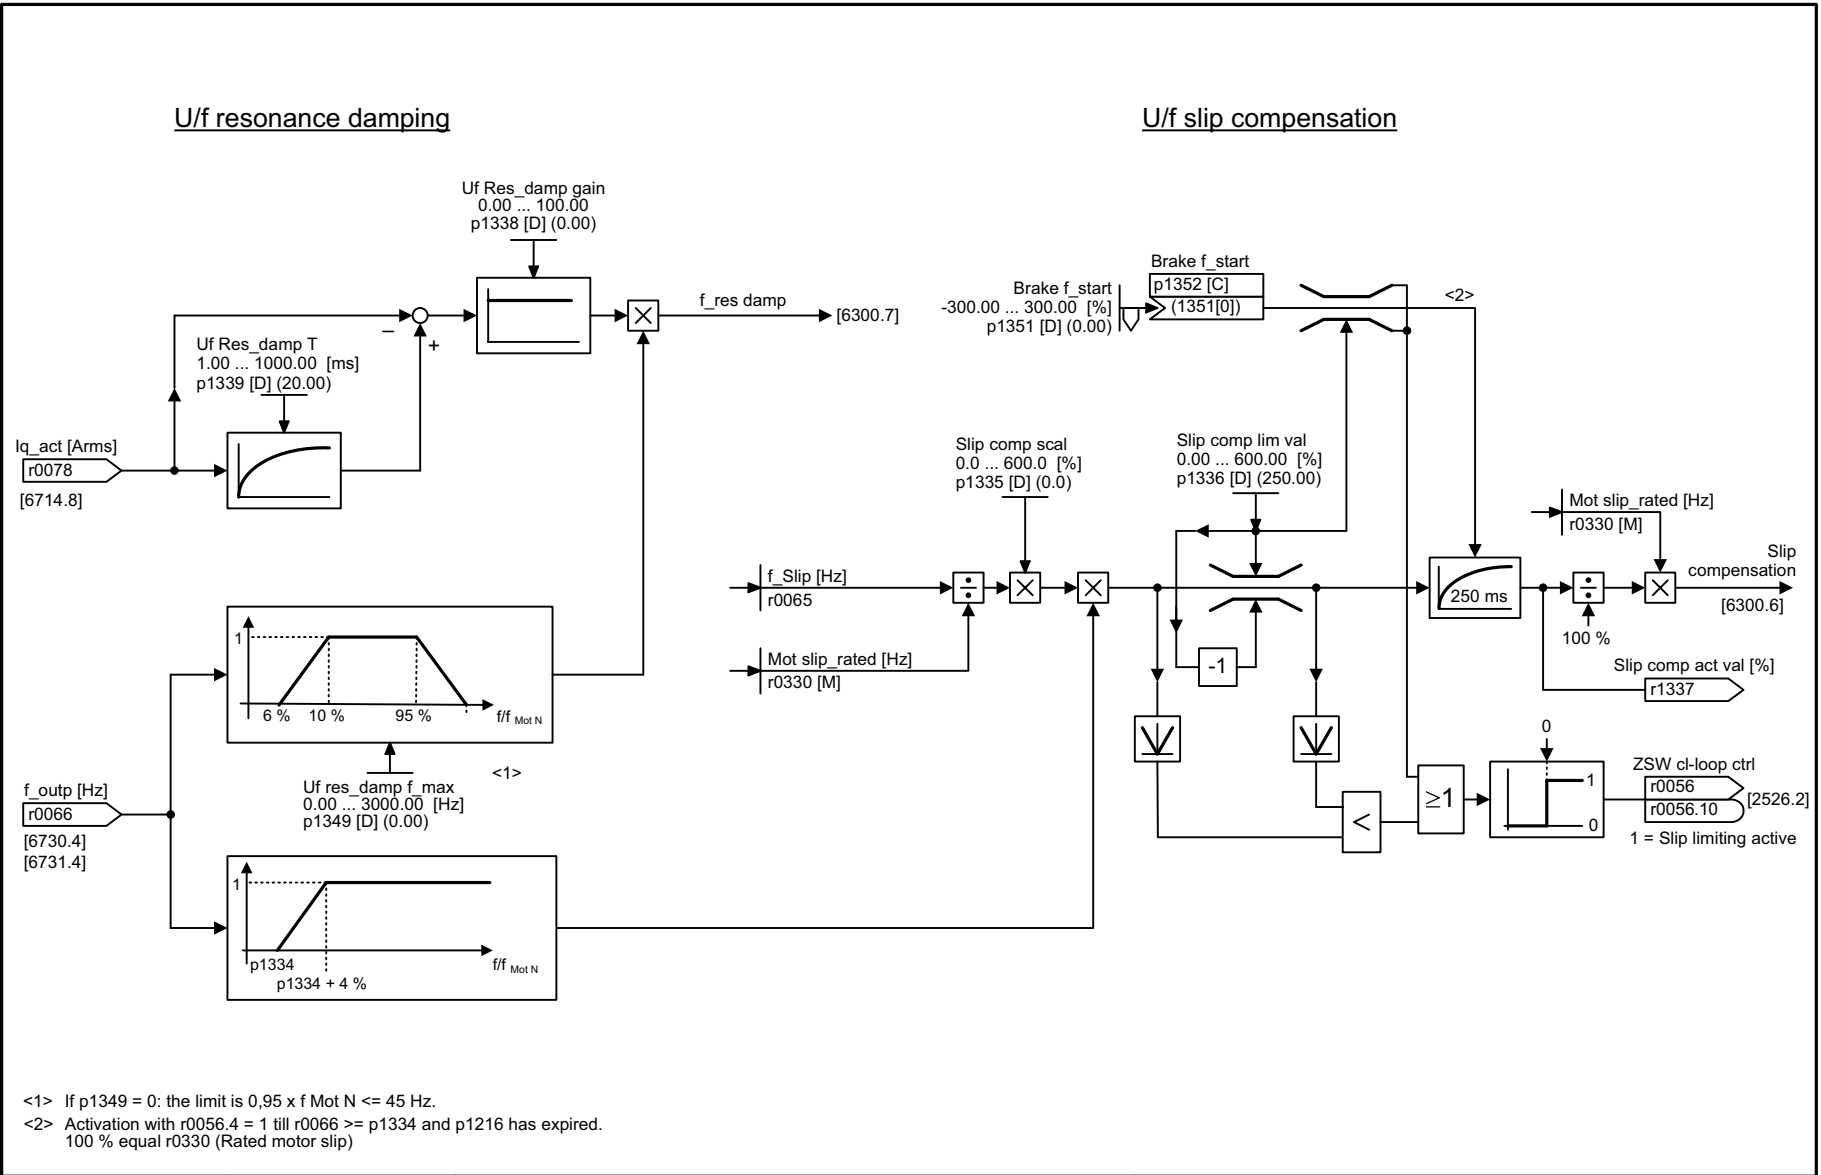 U/f resonance damping
U/f slip compensation
Uf Res_damp gain
0.00 ... 100.00
p1338 [D] (0.00)
f_res damp
[6300.7]
–
+
Uf Res_damp T
1.00 ... 1000.00 [ms]
p1339 [D] (20.00)
Iq_act [Arms]
r0078
[6714.8]
1
6 %
10 %
95 %
f/f Mot N
<1>
Uf res_damp f_max
0.00 ... 3000.00 [Hz]
p1349 [D] (0.00)
f_outp [Hz]
r0066
[6730.4]
[6731.4]
1
p1334
p1334 + 4 %
f/f Mot N
Brake f_start
-300.00 ... 300.00 [%]
p1351 [D] (0.00)
Brake f_start
p1352 [C]
(1351[0])
<2>
Slip comp scal
0.0 ... 600.0 [%]
p1335 [D] (0.0)
Slip comp lim val
0.00 ... 600.00 [%]
p1336 [D] (250.00)
f_Slip [Hz]
r0065
÷
×
×
Mot slip_rated [Hz]
r0330 [M]
-1
250 ms
÷
100 %
×
Mot slip_rated [Hz]
r0330 [M]
Slip
compensation
[6300.6]
Slip comp act val [%]
r1337
<
≥1
0
1
0
ZSW cl-loop ctrl
r0056
r0056.10
[2526.2]
1 = Slip limiting active
<1> If p1349 = 0: the limit is 0,95 x f Mot N <= 45 Hz.
<2> Activation with r0056.4 = 1 till r0066 >= p1334 and p1216 has expired.
100 % equal r0330 (Rated motor slip)